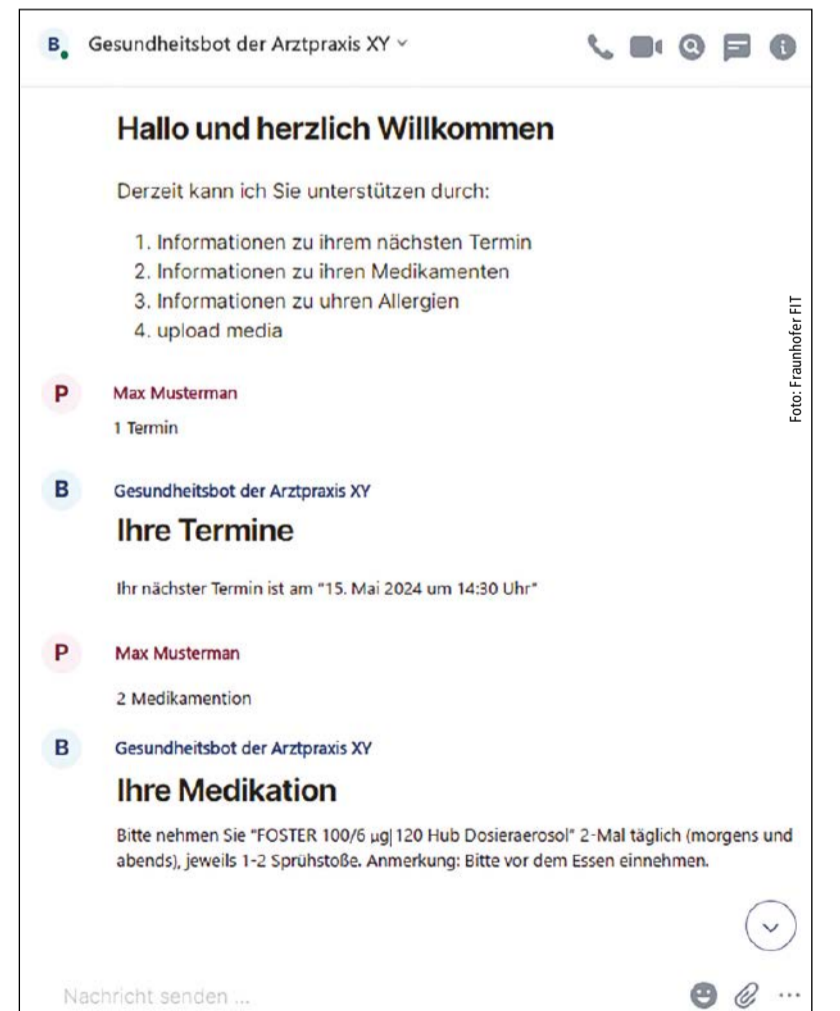 B Gesundheitsbot der Arztpraxis XY
Hallo und herzlich Willkommen
Derzeit kann ich Sie unterstützen durch:
1. Informationen zu ihrem nächsten Termin
2. Informationen zu ihren Medikamenten
3. Informationen zu uhren Allergien
4. upload media
P Max Musterman
1 Termin
B Gesundheitsbot der Arztpraxis XY
Ihre Termine
Ihr nächster Termin ist am "15. Mai 2024 um 14:30 Uhr"
P Max Musterman
2 Medikamention
B Gesundheitsbot der Arztpraxis XY
Ihre Medikation
Bitte nehmen Sie "FOSTER 100/6 µg|120 Hub Dosieraerosol" 2-Mal täglich (morgens und
abends), jeweils 1-2 Sprühstoße. Anmerkung: Bitte vor dem Essen einnehmen.
Nachricht senden ...
Foto: Fraunhofer FIT